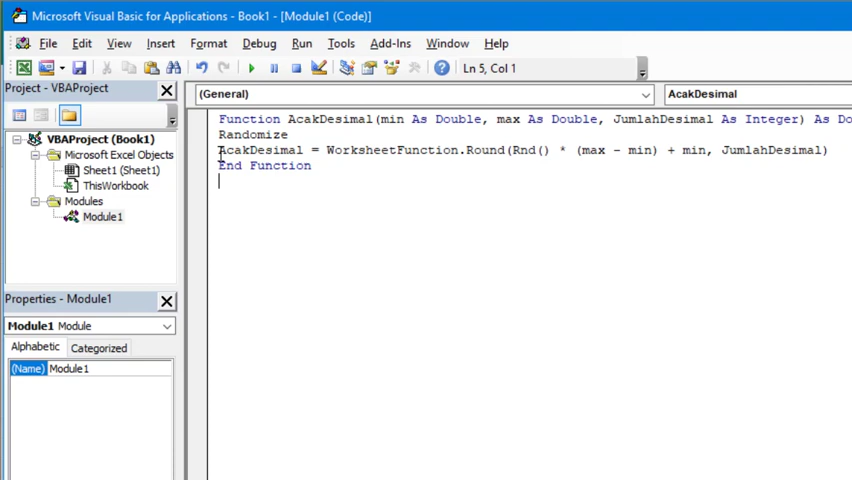 Microsoft Visual Basic for Applications - Book1 - [Module1 (Code)]
File Edit View Insert Format Debug Run Tools Add-Ins Window Help
Ln 5, Col 1
Project - VBAProject
(General) AcakDesimal
VBAProject (Book1)
Microsoft Excel Objects
Sheet1 (Sheet1)
ThisWorkbook
Modules
Module1
Function AcakDesimal(min As Double, max As Double, JumlahDesimal As Integer) As Do
Randomize
AcakDesimal = WorksheetFunction.Round(Rnd() * (max - min) + min, JumlahDesimal)
End Function
Properties - Module1
Module1 Module
Alphabetic Categorized
(Name) Module1